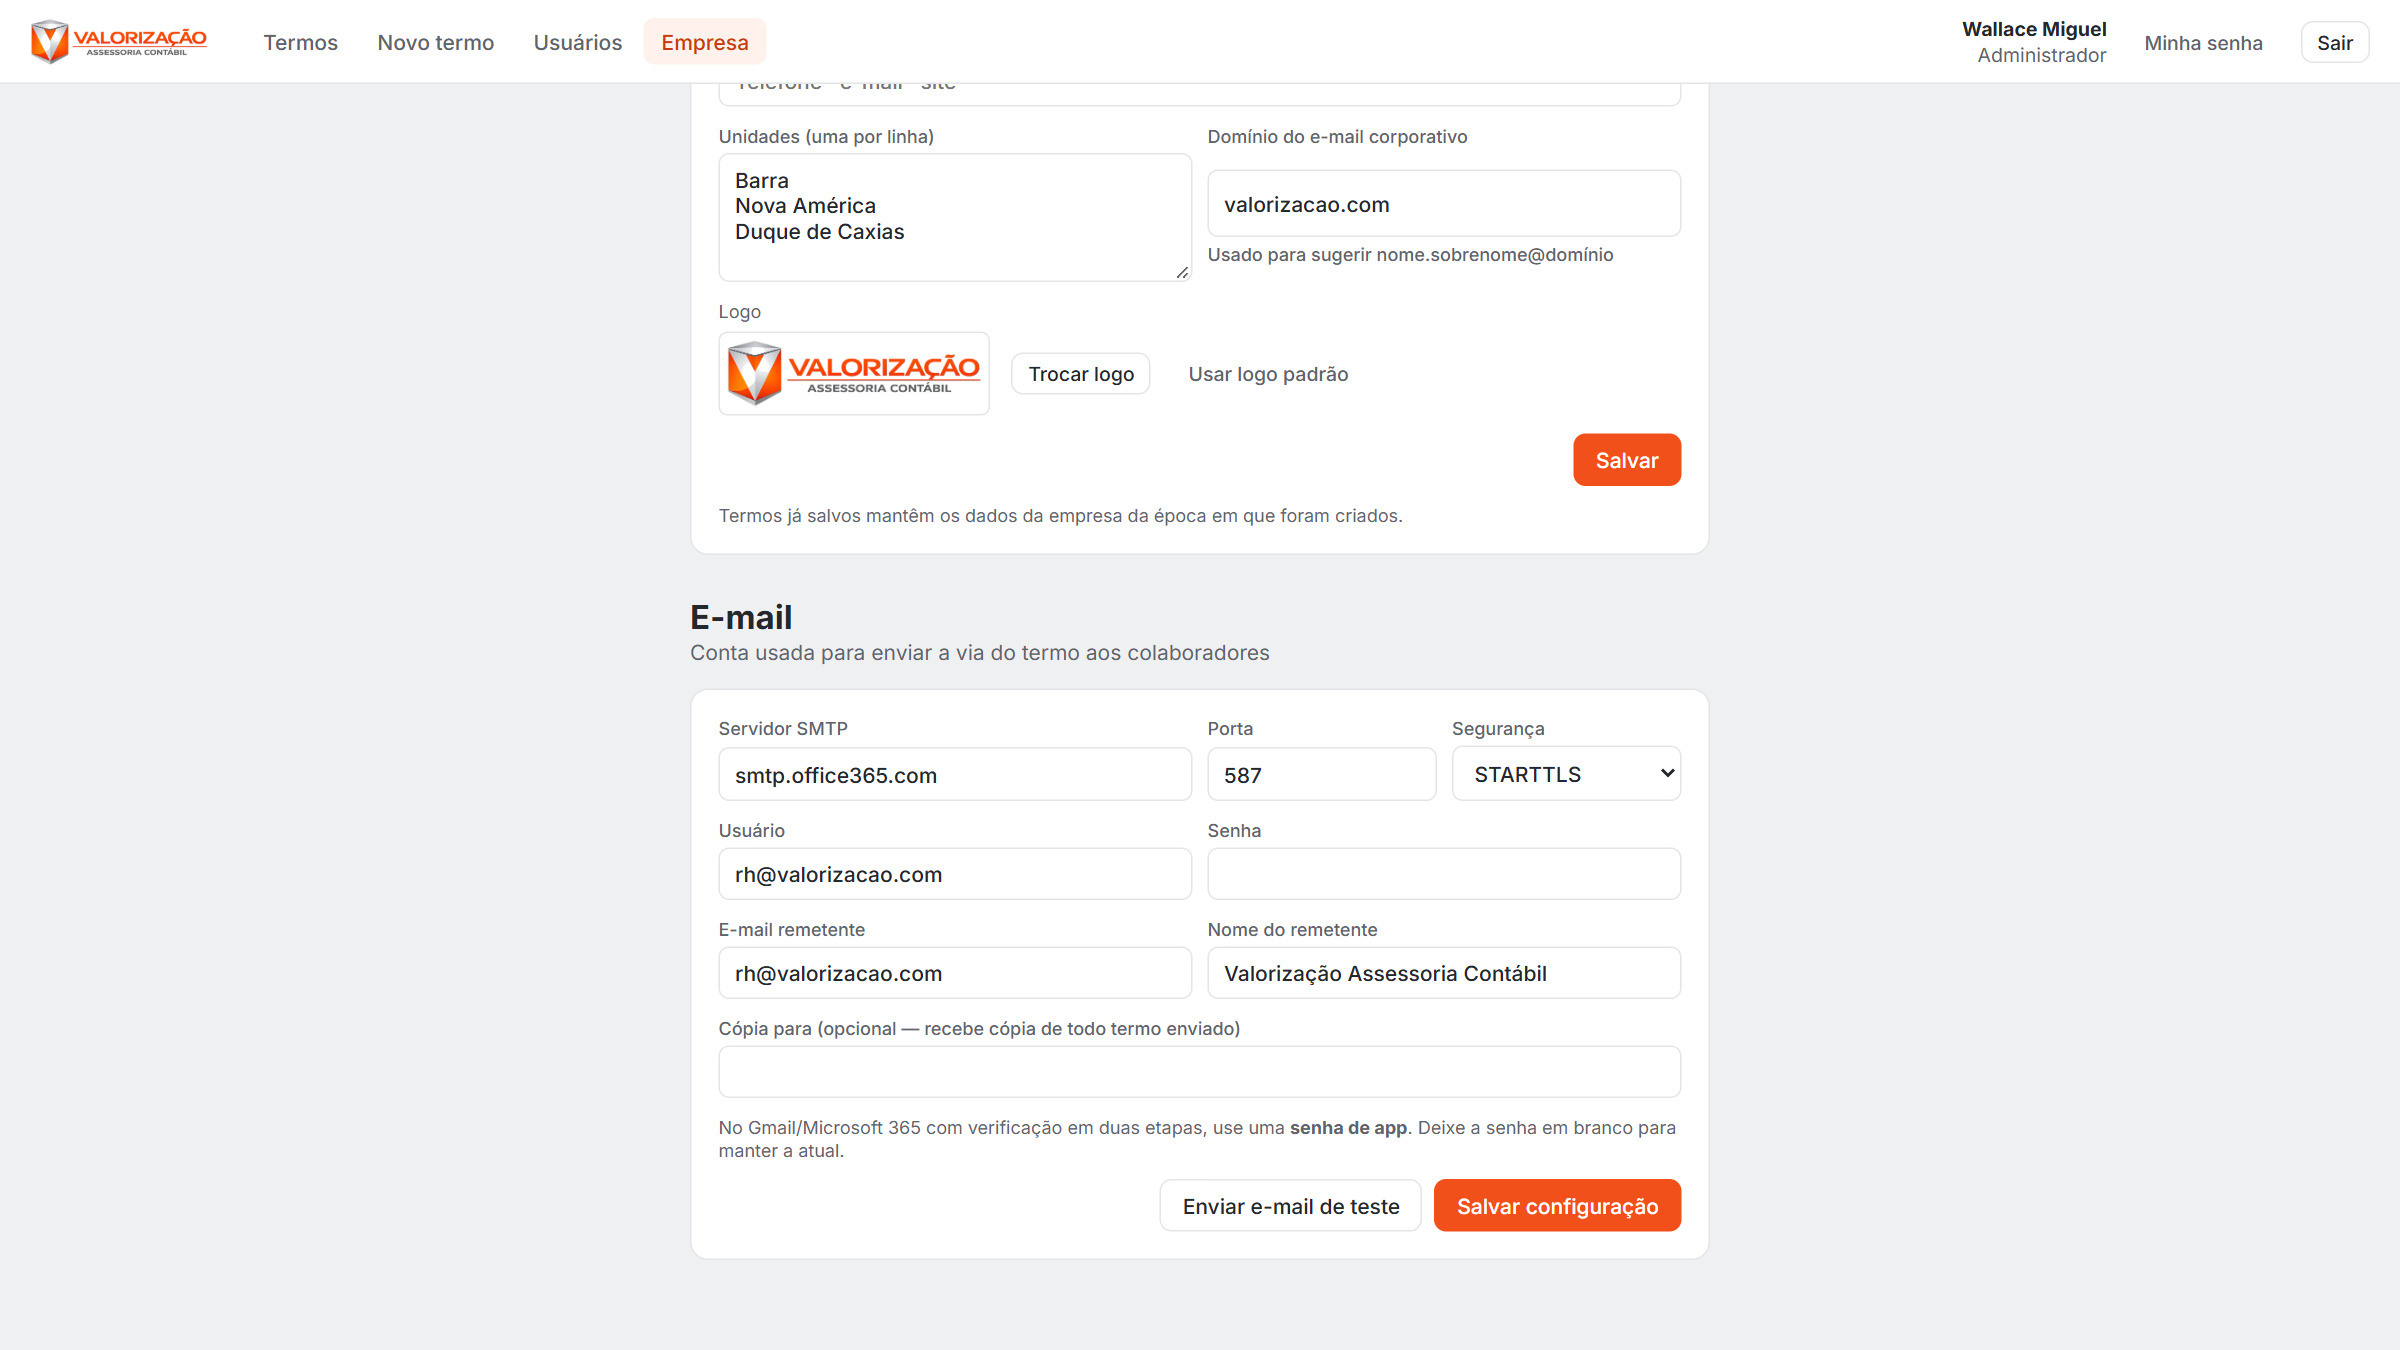 VALORIZAÇÃO
ASSESSORIA CONTÁBIL
Termos
Novo termo
Usuários
Empresa
Wallace Miguel
Administrador
Minha senha
Sair
Telefone e-mail site
Unidades (uma por linha)
Barra
Nova América
Duque de Caxias
Domínio do e-mail corporativo
valorizacao.com
Usado para sugerir nome.sobrenome@domínio
Logo
VALORIZAÇÃO
ASSESSORIA CONTÁBIL
Trocar logo
Usar logo padrão
Salvar
Termos já salvos mantêm os dados da empresa da época em que foram criados.
E-mail
Conta usada para enviar a via do termo aos colaboradores
Servidor SMTP
smtp.office365.com
Porta
587
Segurança
STARTTLS
Usuário
rh@valorizacao.com
Senha
E-mail remetente
rh@valorizacao.com
Nome do remetente
Valorização Assessoria Contábil
Cópia para (opcional — recebe cópia de todo termo enviado)
No Gmail/Microsoft 365 com verificação em duas etapas, use uma senha de app. Deixe a senha em branco para
manter a atual.
Enviar e-mail de teste
Salvar configuração